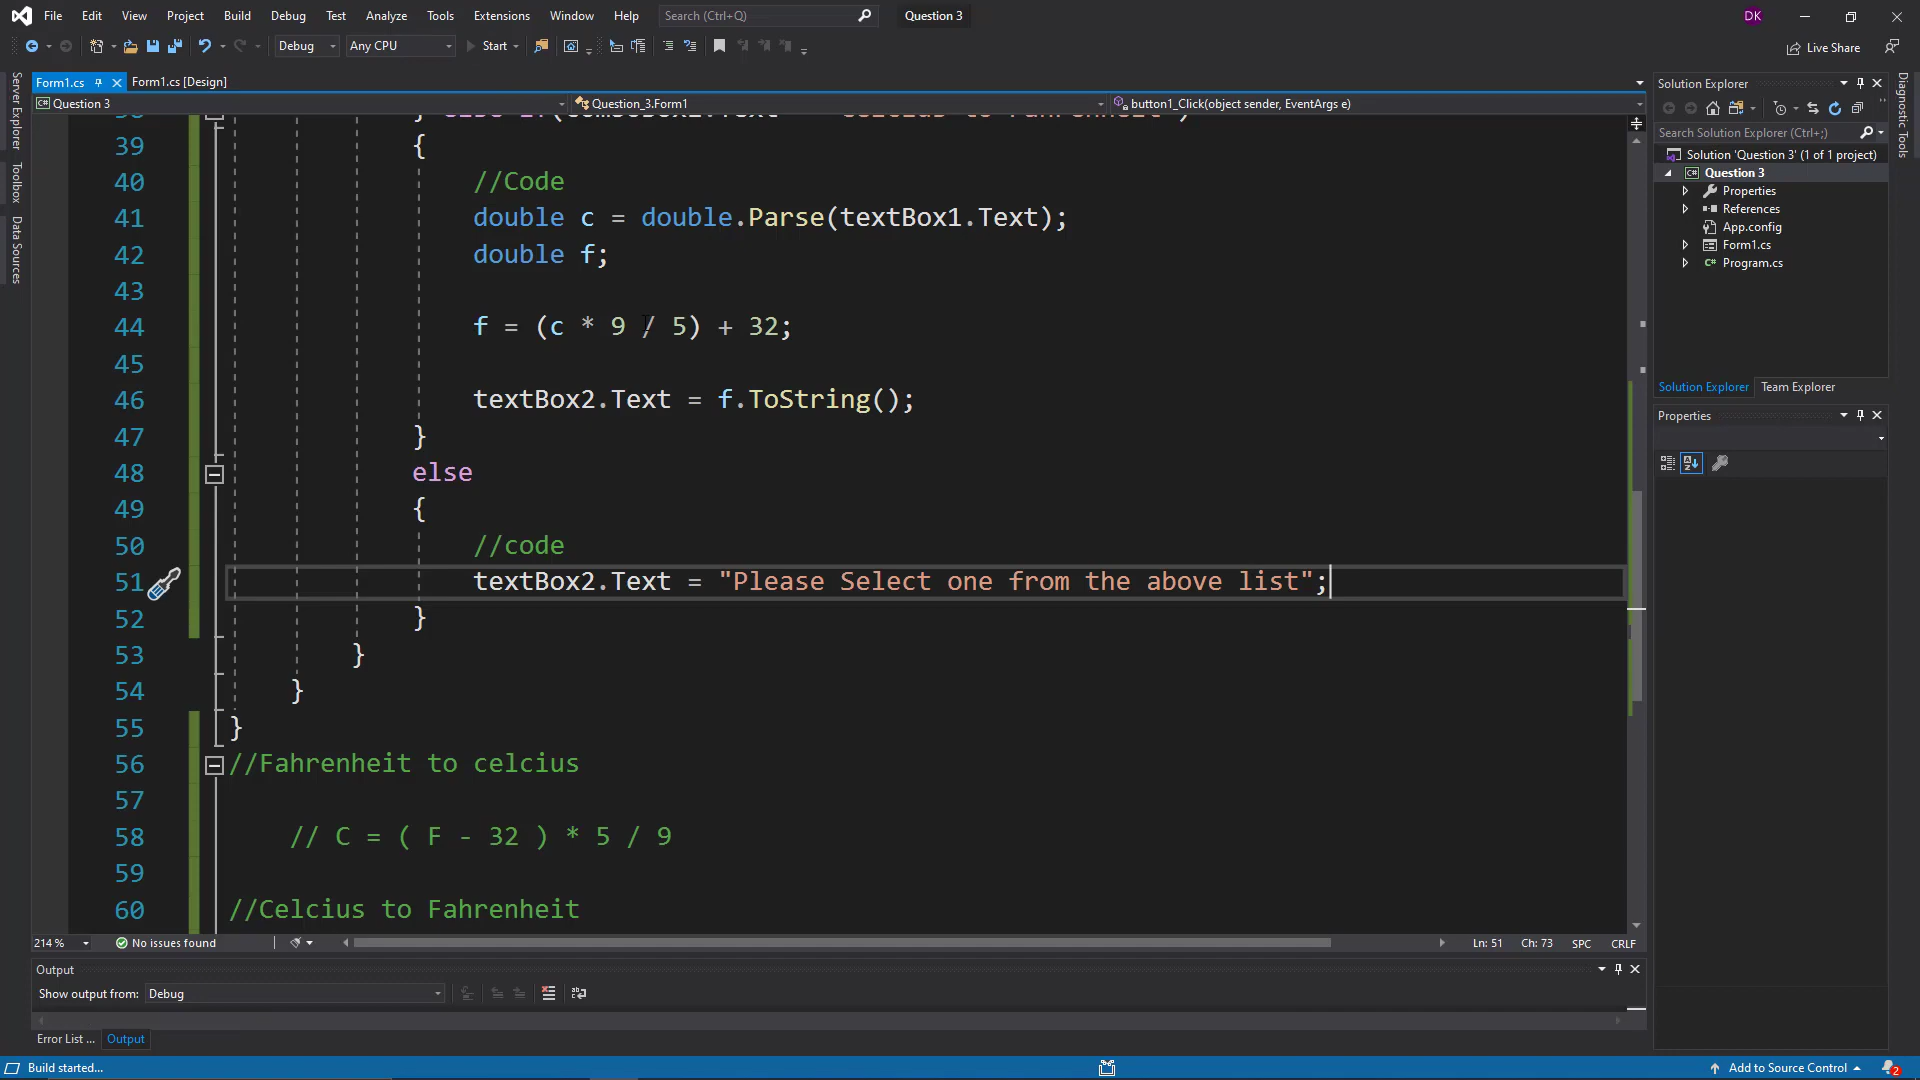 File Edit View Project Build Debug Test Analyze Tools Extensions Window Help Search (Ctrl+Q) Question 3 DK
Debug Any CPU Start Live Share
Form1.cs Form1.cs [Design]
Question 3 Question_3.Form1 button1_Click(object sender, EventArgs e)
Server Explorer
Toolbox
Data Sources
39 {
40 //Code
41 double c = double.Parse(textBox1.Text);
42 double f;
43
44 f = (c * 9 / 5) + 32;
45
46 textBox2.Text = f.ToString();
47 }
48 else
49 {
50 //code
51 textBox2.Text = "Please Select one from the above list";
52 }
53 }
54 }
55 }
56 //Fahrenheit to celcius
57
58 // C = ( F - 32 ) * 5 / 9
59
60 //Celcius to Fahrenheit
214 % No issues found Ln: 51 Ch: 73 SPC CRLF
Output
Show output from: Debug
Error List ... Output
Solution Explorer
Search Solution Explorer (Ctrl+;)
Solution 'Question 3' (1 of 1 project)
Question 3
Properties
References
App.config
Form1.cs
Program.cs
Solution Explorer Team Explorer
Properties
Diagnostic Tools
Build started... Add to Source Control 2